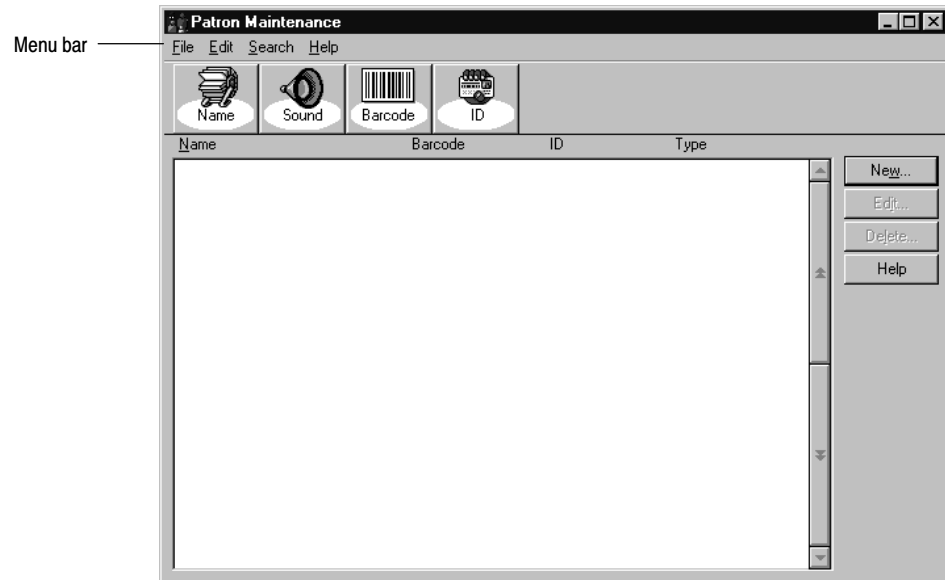 Patron Maintenance
Menu bar
File Edit Search Help
Name Sound Barcode ID
Name Barcode ID Type
New...
Edit...
Delete...
Help